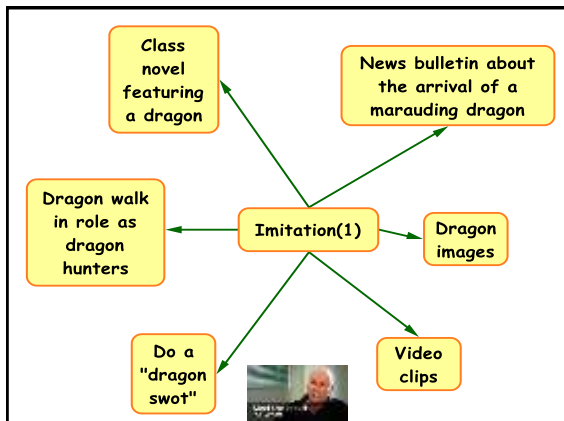 Class
novel
featuring
a dragon
News bulletin about
the arrival of a
marauding dragon
Dragon walk
in role as
dragon
hunters
Imitation(1)
Dragon
images
Do a
"dragon
swot"
Video
clips